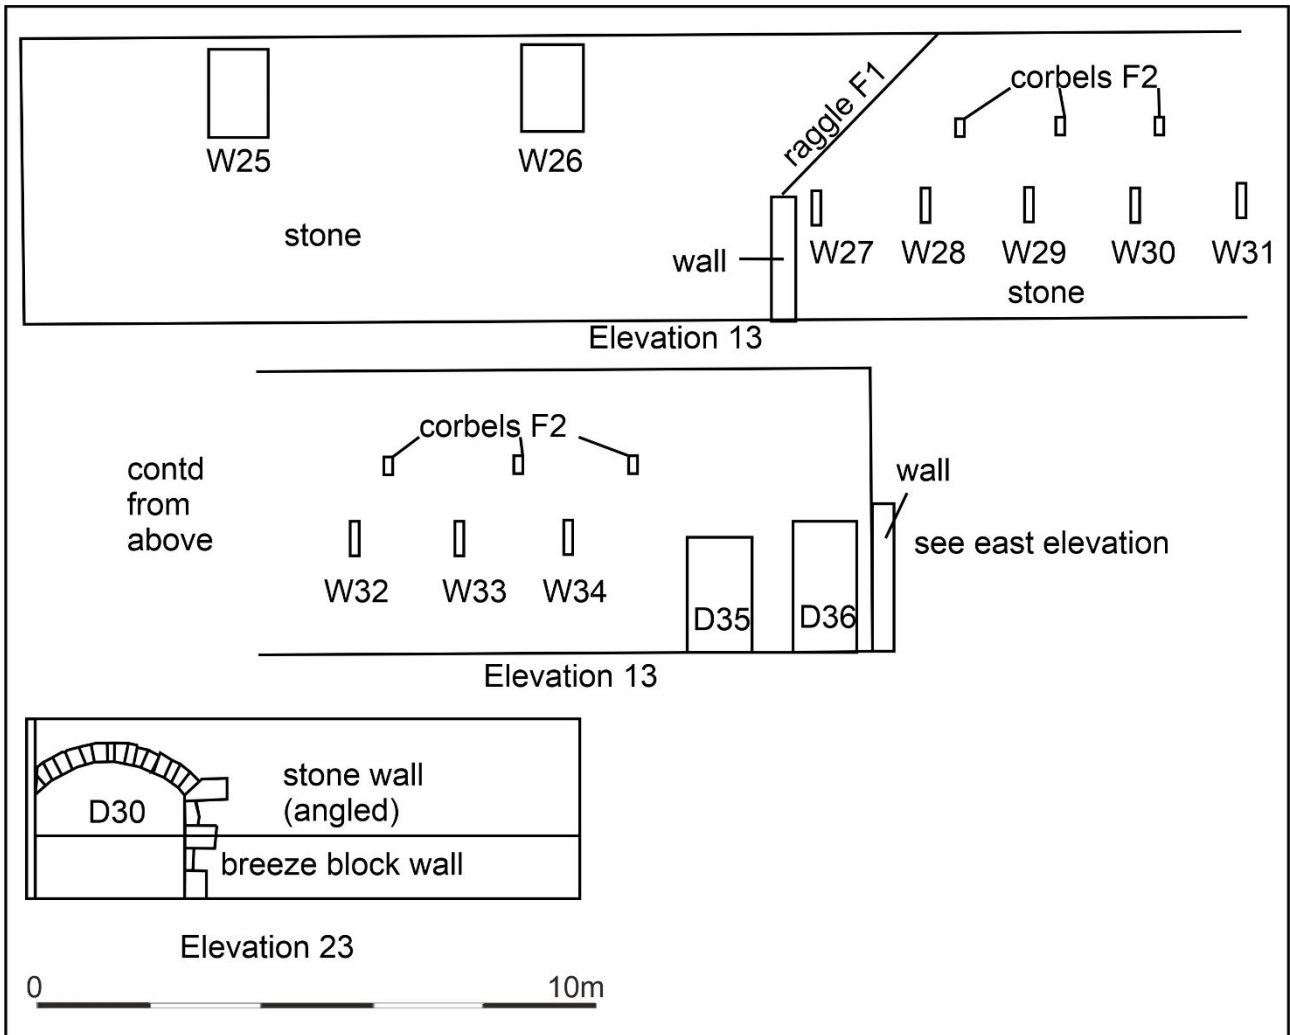 corbels F2
raggle F1
W25
W26
stone
wall
W27
W28
W29
W30
W31
stone
Elevation 13
corbels F2
contd
from
above
wall
see east elevation
W32
W33
W34
D35
D36
Elevation 13
stone wall
(angled)
D30
breeze block wall
Elevation 23
0
10m